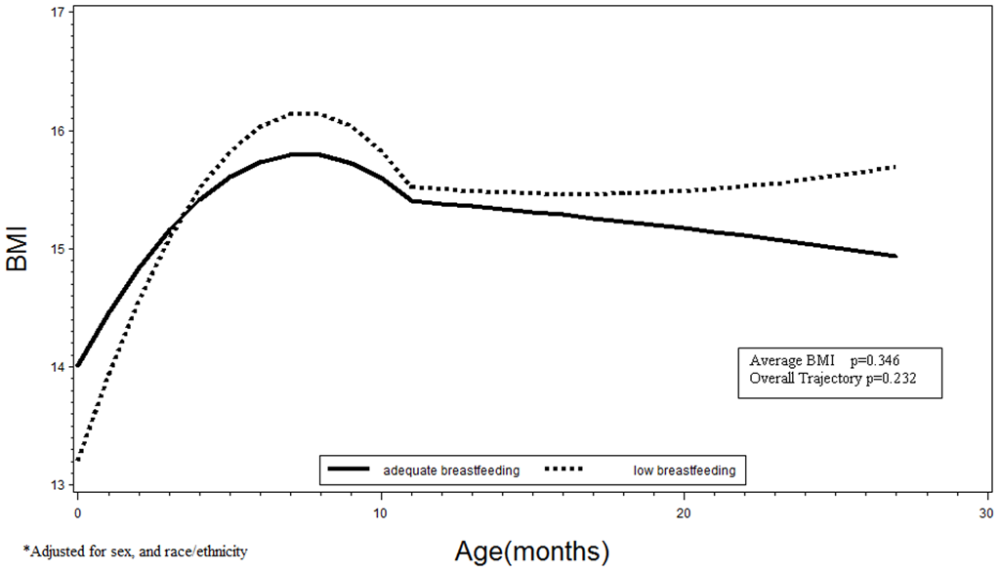 17
16
15
14
13
BMI
Average BMI p=0.346
Overall Trajectory p=0.232
adequate breastfeeding low breastfeeding
0 10 20 30
*Adjusted for sex, and race/ethnicity
Age(months)